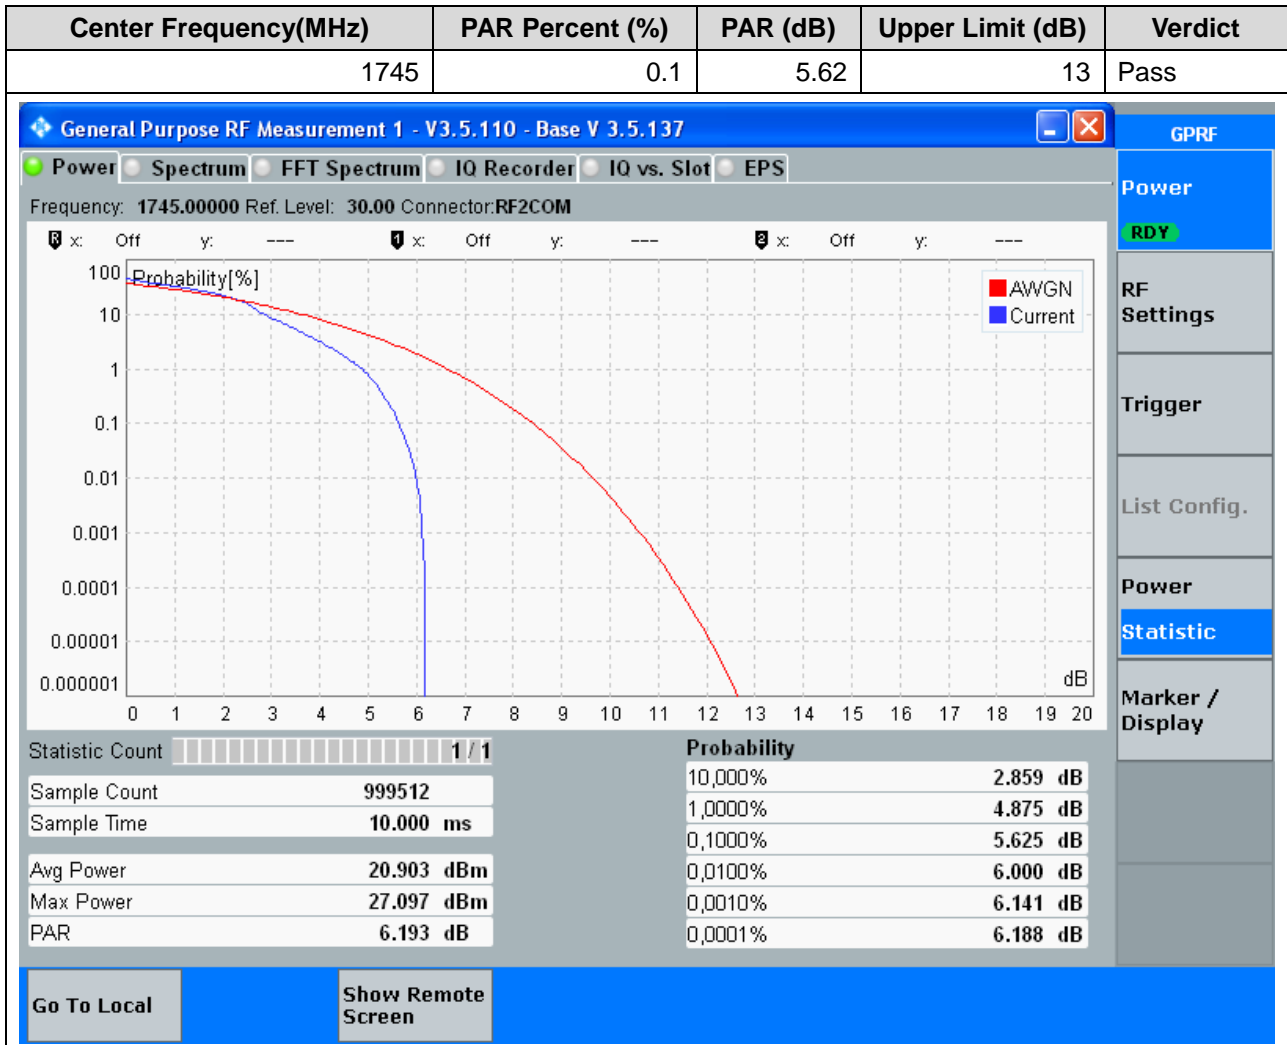 Center Frequency(MHz) PAR Percent (%) PAR (dB) Upper Limit (dB) Verdict
1745 0.1 5.62 13 Pass
General Purpose RF Measurement 1 - V3.5.110 - Base V 3.5.137
GPRF
Power Spectrum FFT Spectrum IQ Recorder IQ vs. Slot EPS
Frequency: 1745.00000 Ref. Level: 30.00 Connector:RF2COM
R x: Off y: --- 1 x: Off y: --- 2 x: Off y: ---
Probability[%]
100
10
1
0.1
0.01
0.001
0.0001
0.00001
0.000001
AWGN
Current
dB
0 1 2 3 4 5 6 7 8 9 10 11 12 13 14 15 16 17 18 19 20
Statistic Count 1 / 1
Sample Count 999512
Sample Time 10.000 ms
Avg Power 20.903 dBm
Max Power 27.097 dBm
PAR 6.193 dB
Probability
10,000% 2.859 dB
1,0000% 4.875 dB
0,1000% 5.625 dB
0,0100% 6.000 dB
0,0010% 6.141 dB
0,0001% 6.188 dB
Power
RDY
RF
Settings
Trigger
List Config.
Power
Statistic
Marker /
Display
Go To Local
Show Remote
Screen